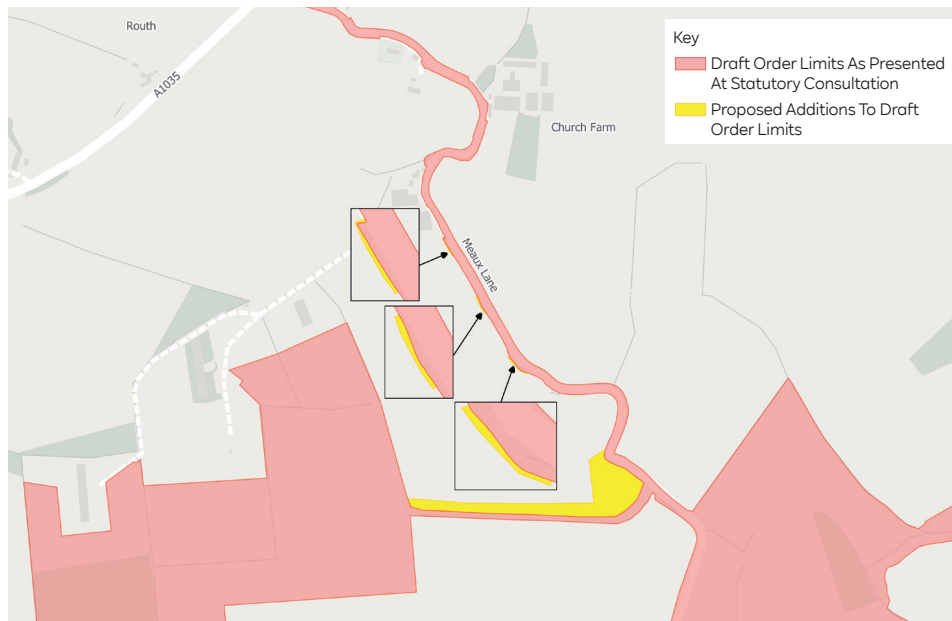 Routh
A1035
Church Farm
Meaux Lane
Key
Draft Order Limits As Presented
At Statutory Consultation
Proposed Additions To Draft
Order Limits